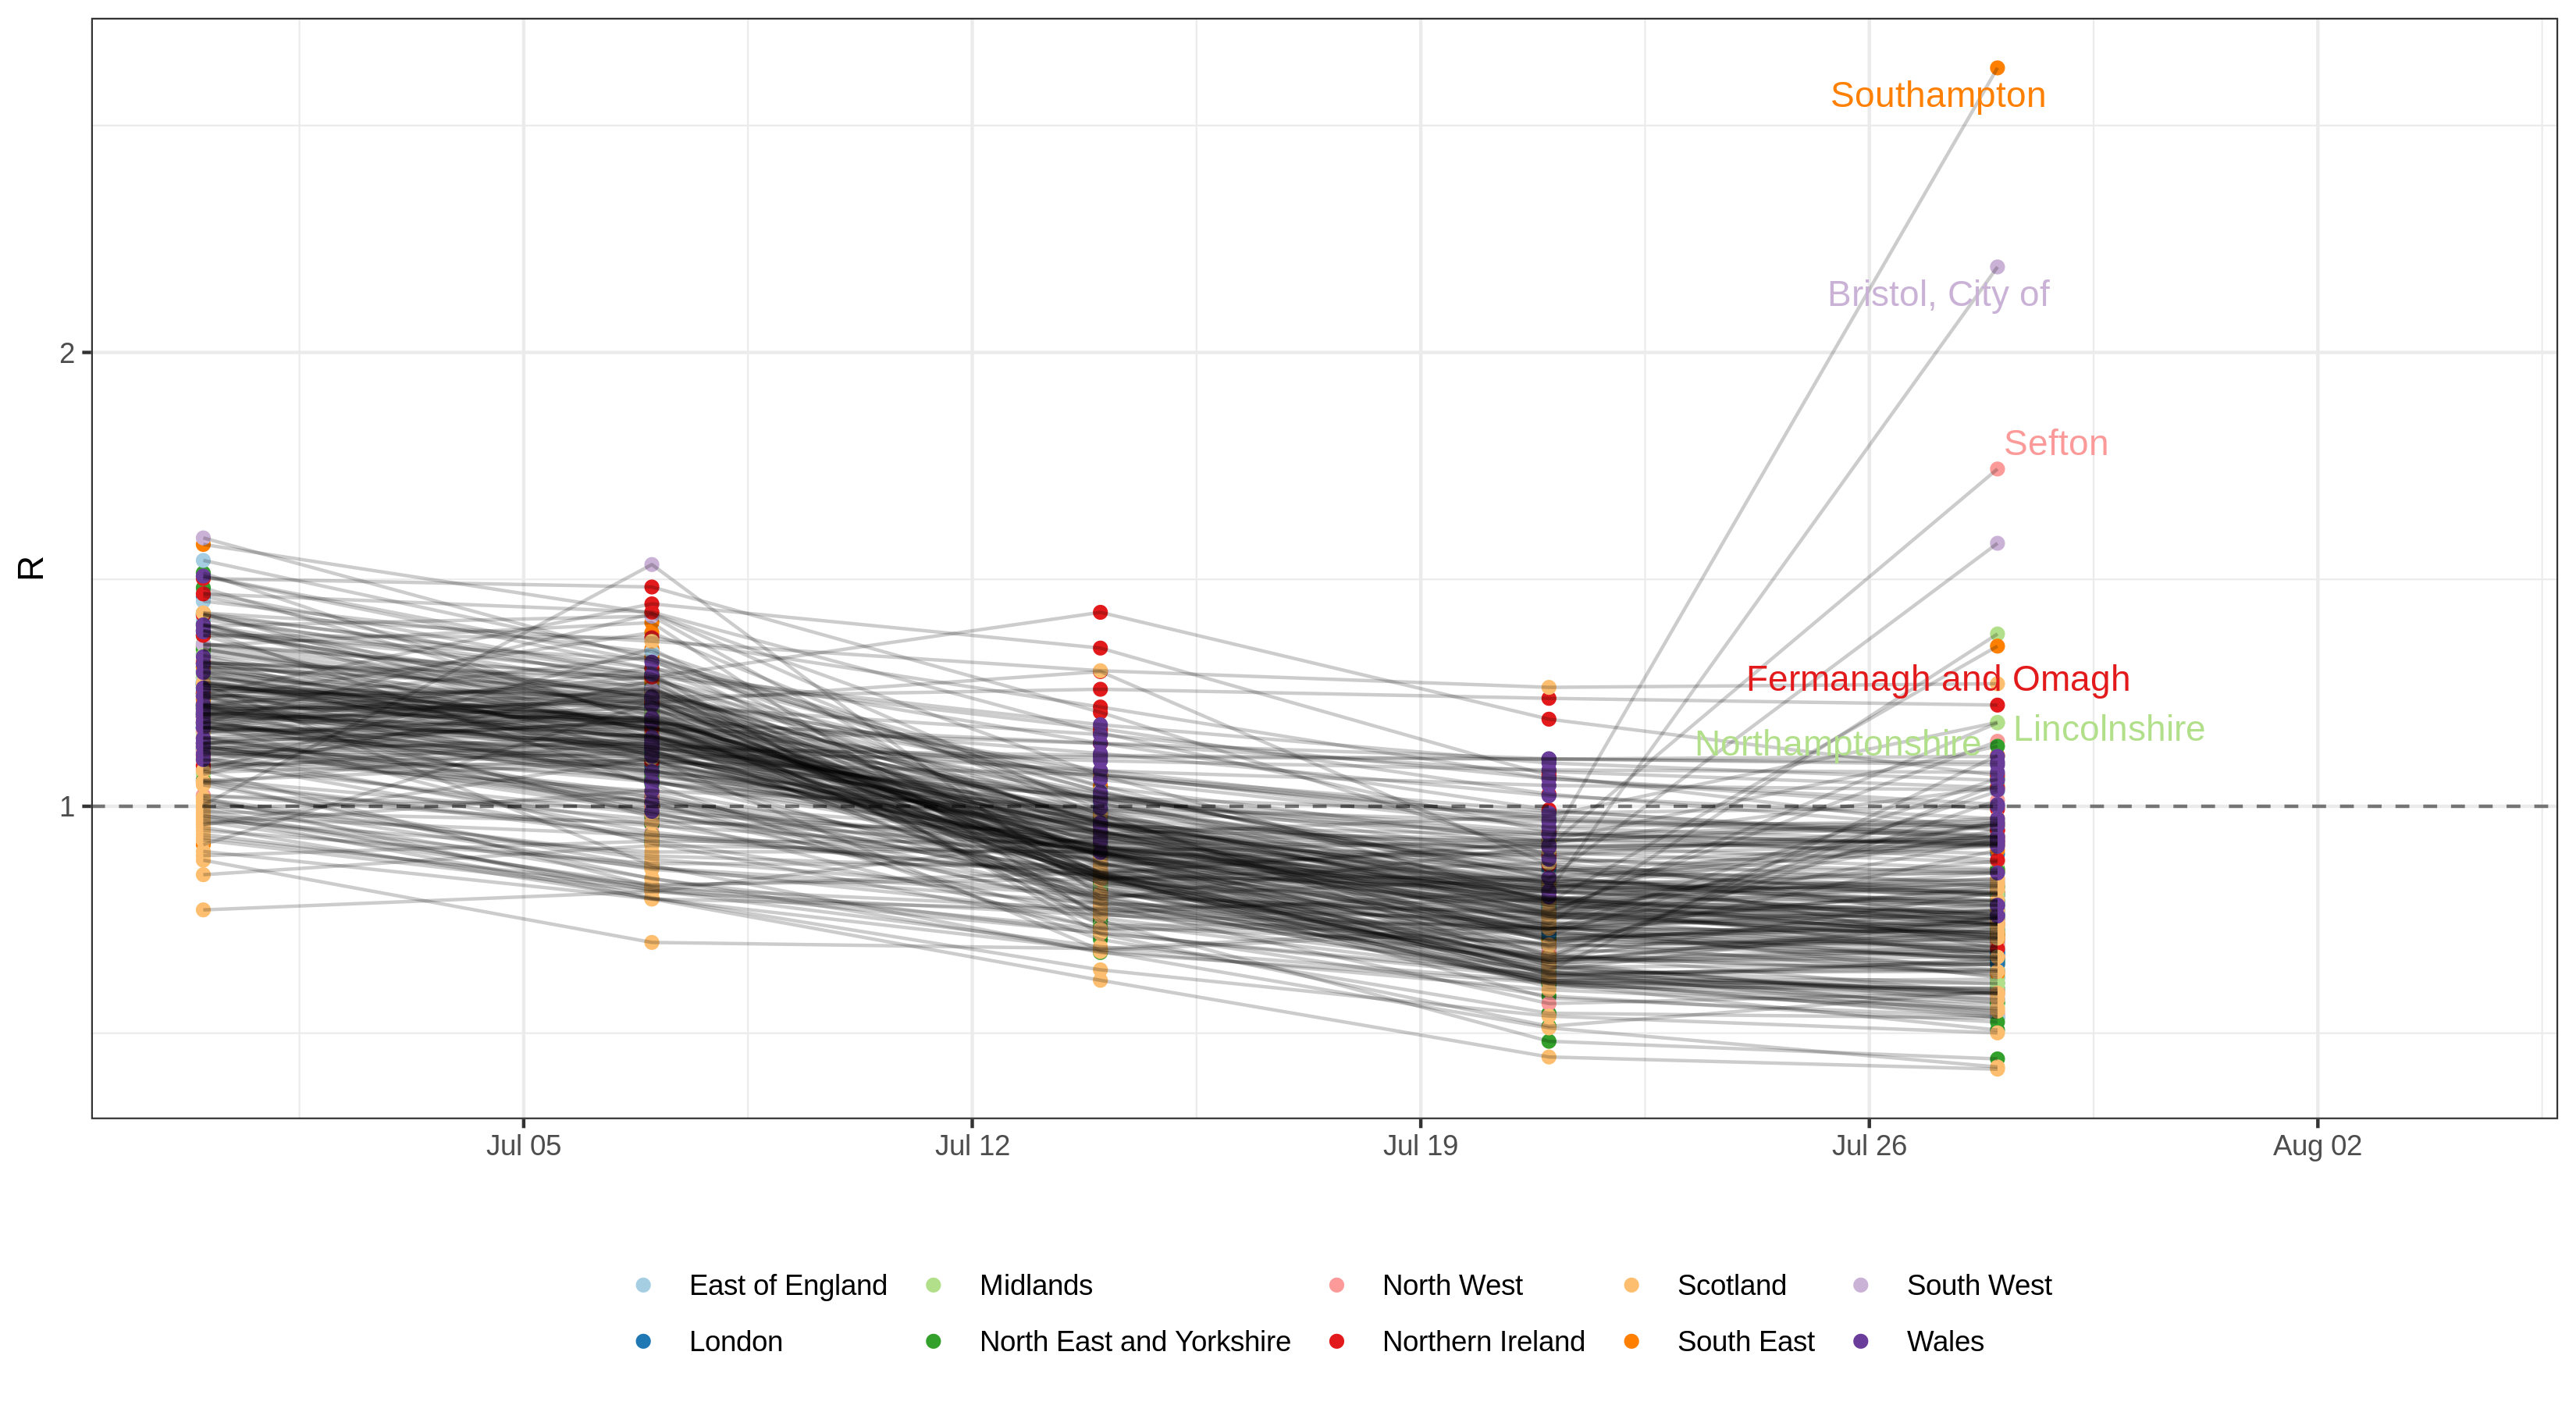 Southampton
Bristol, City of
2
Sefton
R
Fermanagh and Omagh
Lincolnshire
Northamptonshire
1
Jul 05 Jul 12 Jul 19 Jul 26 Aug 02
East of England Midlands North West Scotland South West
London North East and Yorkshire Northern Ireland South East Wales